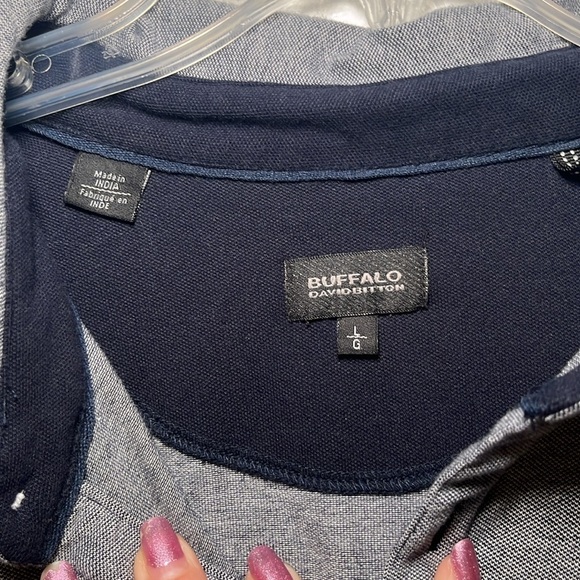 Made in
INDIA
Fabriqué en
INDE
BUFFALO
DAVID BITTON
L
G